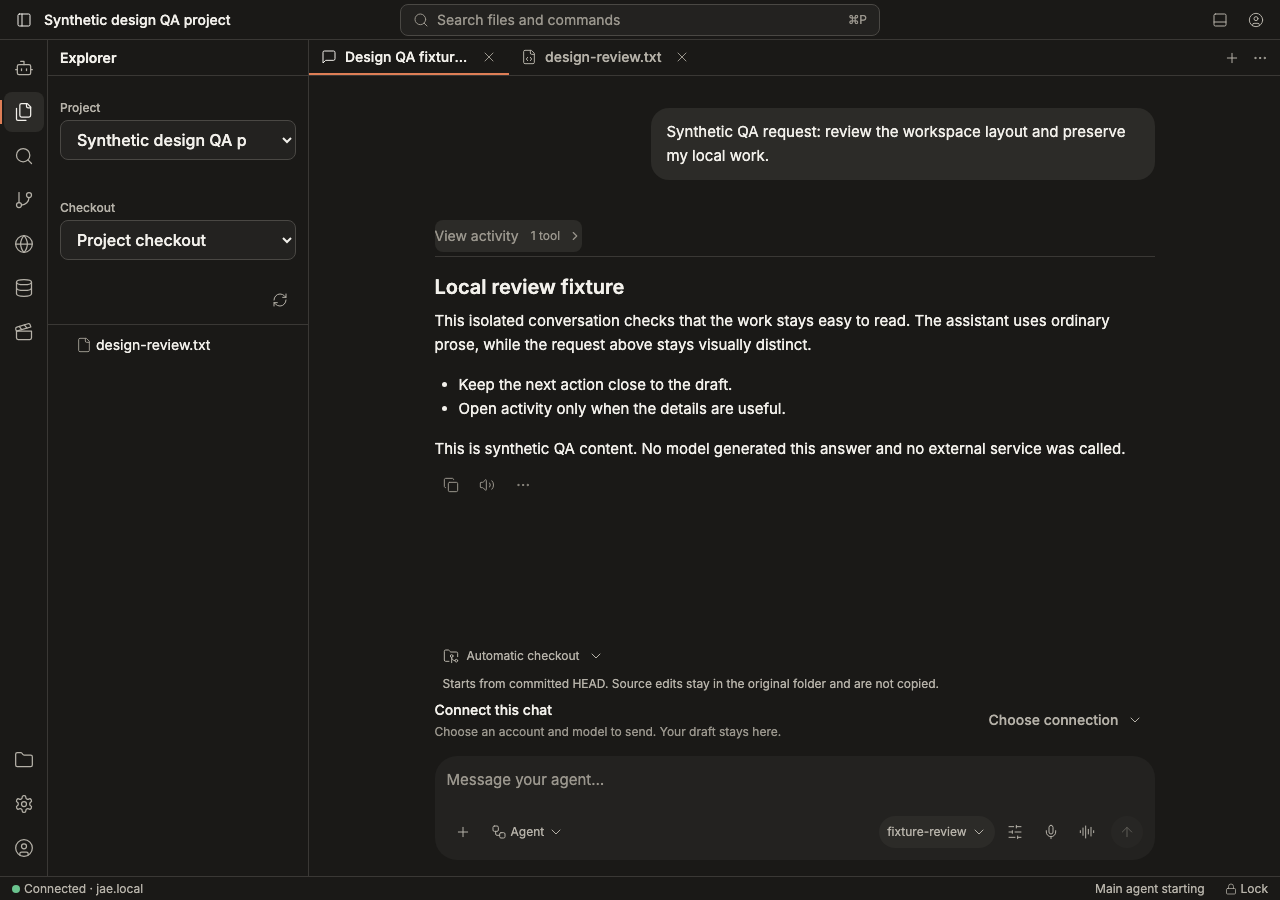 Synthetic design QA project
Search files and commands ⌘P
Explorer
Design QA fixtur...
design-review.txt
Project
Synthetic design QA p
Checkout
Project checkout
design-review.txt
Synthetic QA request: review the workspace layout and preserve
my local work.
View activity 1 tool
Local review fixture
This isolated conversation checks that the work stays easy to read. The assistant uses ordinary
prose, while the request above stays visually distinct.
• Keep the next action close to the draft.
• Open activity only when the details are useful.
This is synthetic QA content. No model generated this answer and no external service was called.
Automatic checkout
Starts from committed HEAD. Source edits stay in the original folder and are not copied.
Connect this chat
Choose an account and model to send. Your draft stays here.
Choose connection
Message your agent...
Agent
fixture-review
Connected · jae.local
Main agent starting
Lock